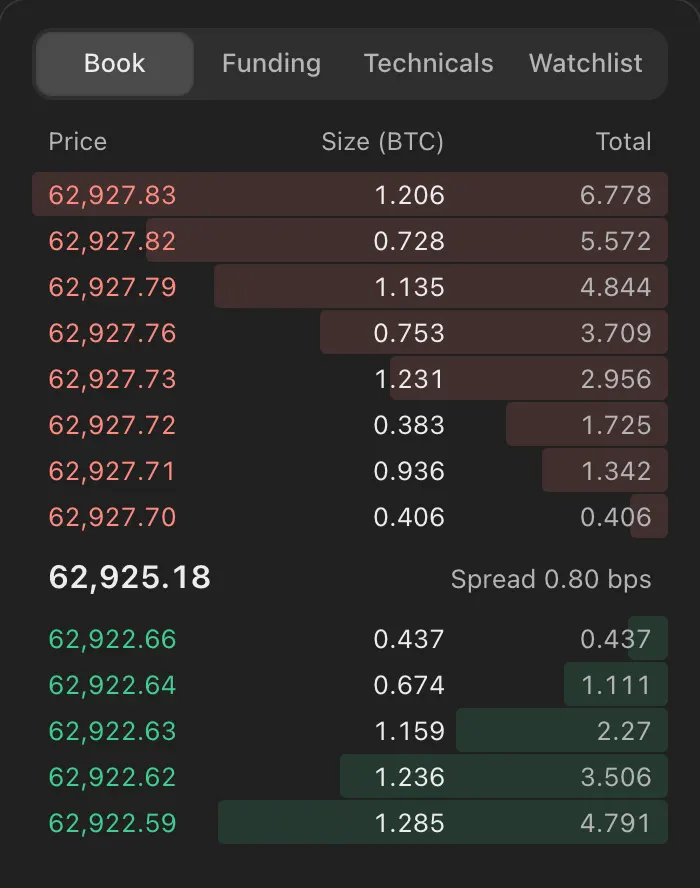 Book Funding Technicals Watchlist
Price Size (BTC) Total
62,927.83 1.206 6.778
62,927.82 0.728 5.572
62,927.79 1.135 4.844
62,927.76 0.753 3.709
62,927.73 1.231 2.956
62,927.72 0.383 1.725
62,927.71 0.936 1.342
62,927.70 0.406 0.406
62,925.18 Spread 0.80 bps
62,922.66 0.437 0.437
62,922.64 0.674 1.111
62,922.63 1.159 2.27
62,922.62 1.236 3.506
62,922.59 1.285 4.791